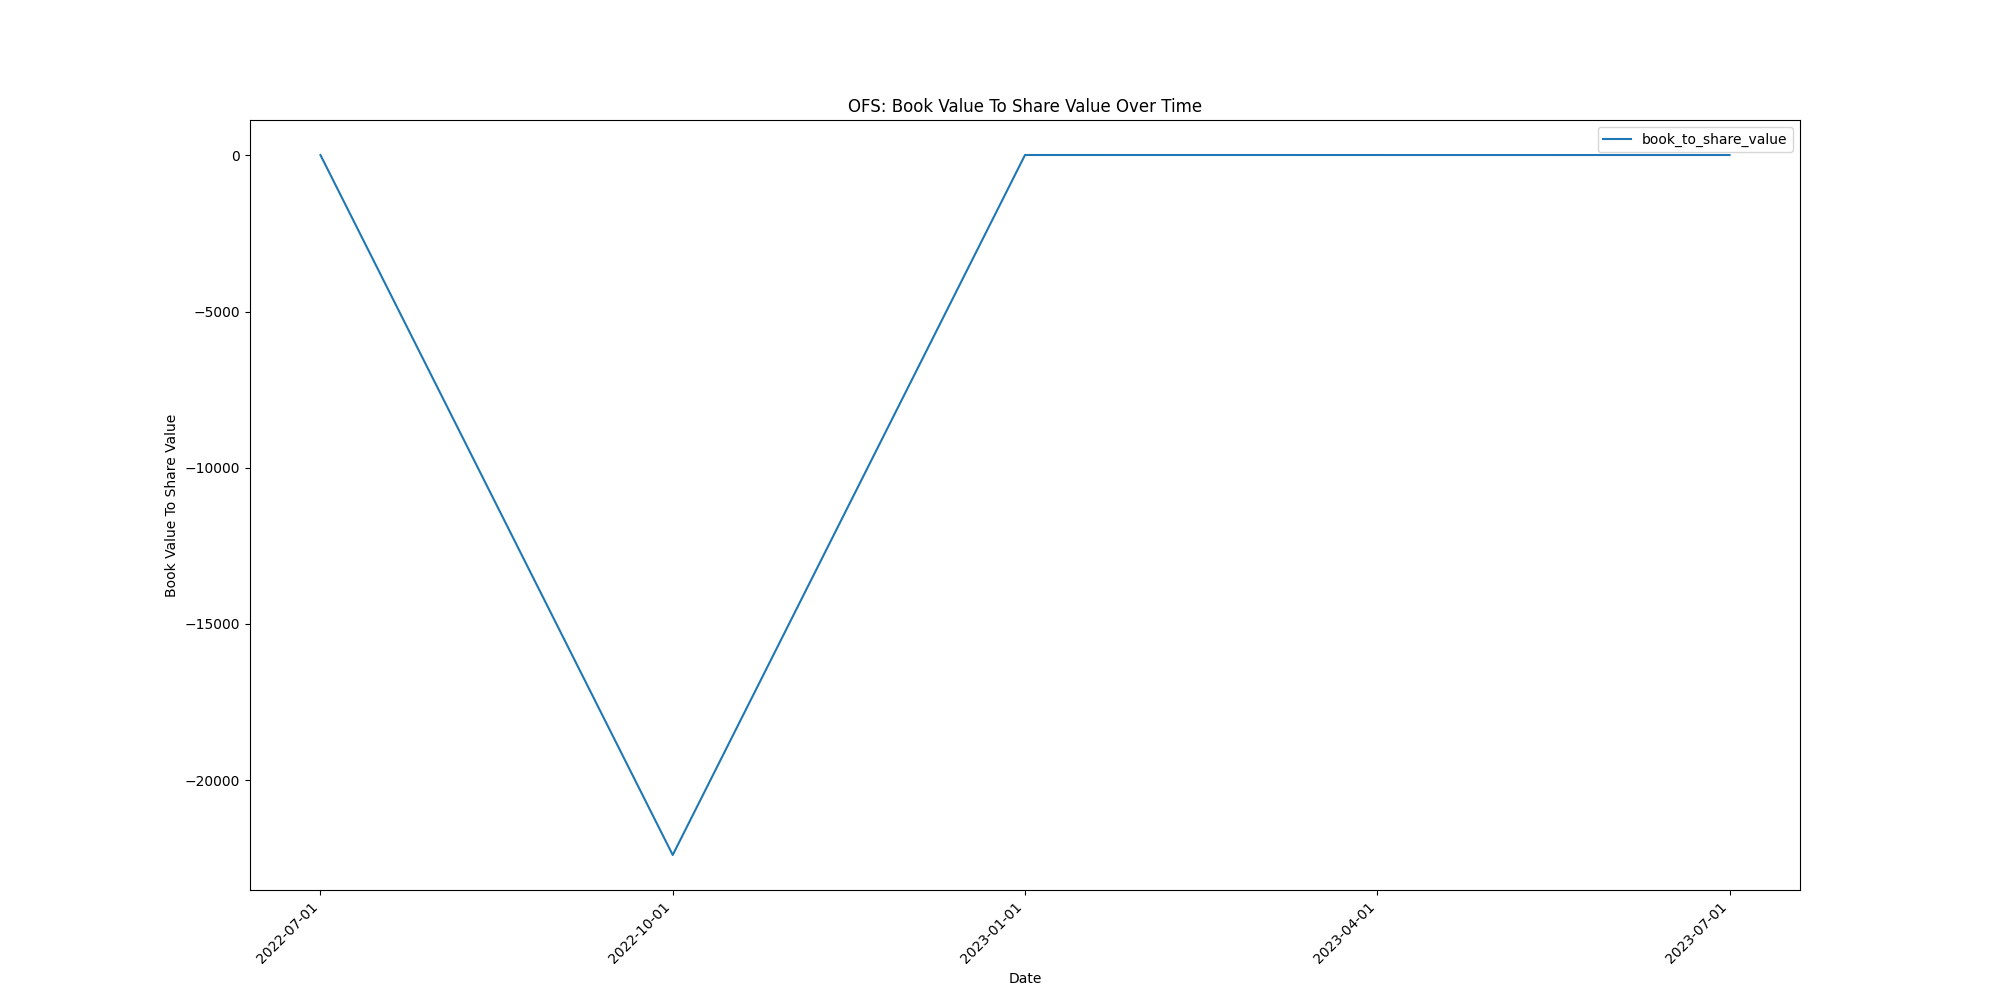 OFS: Book Value To Share Value Over Time
book_to_share_value
0
−5000
−10000
−15000
−20000
Book Value To Share Value
2022-07-01
2022-10-01
2023-01-01
2023-04-01
2023-07-01
Date